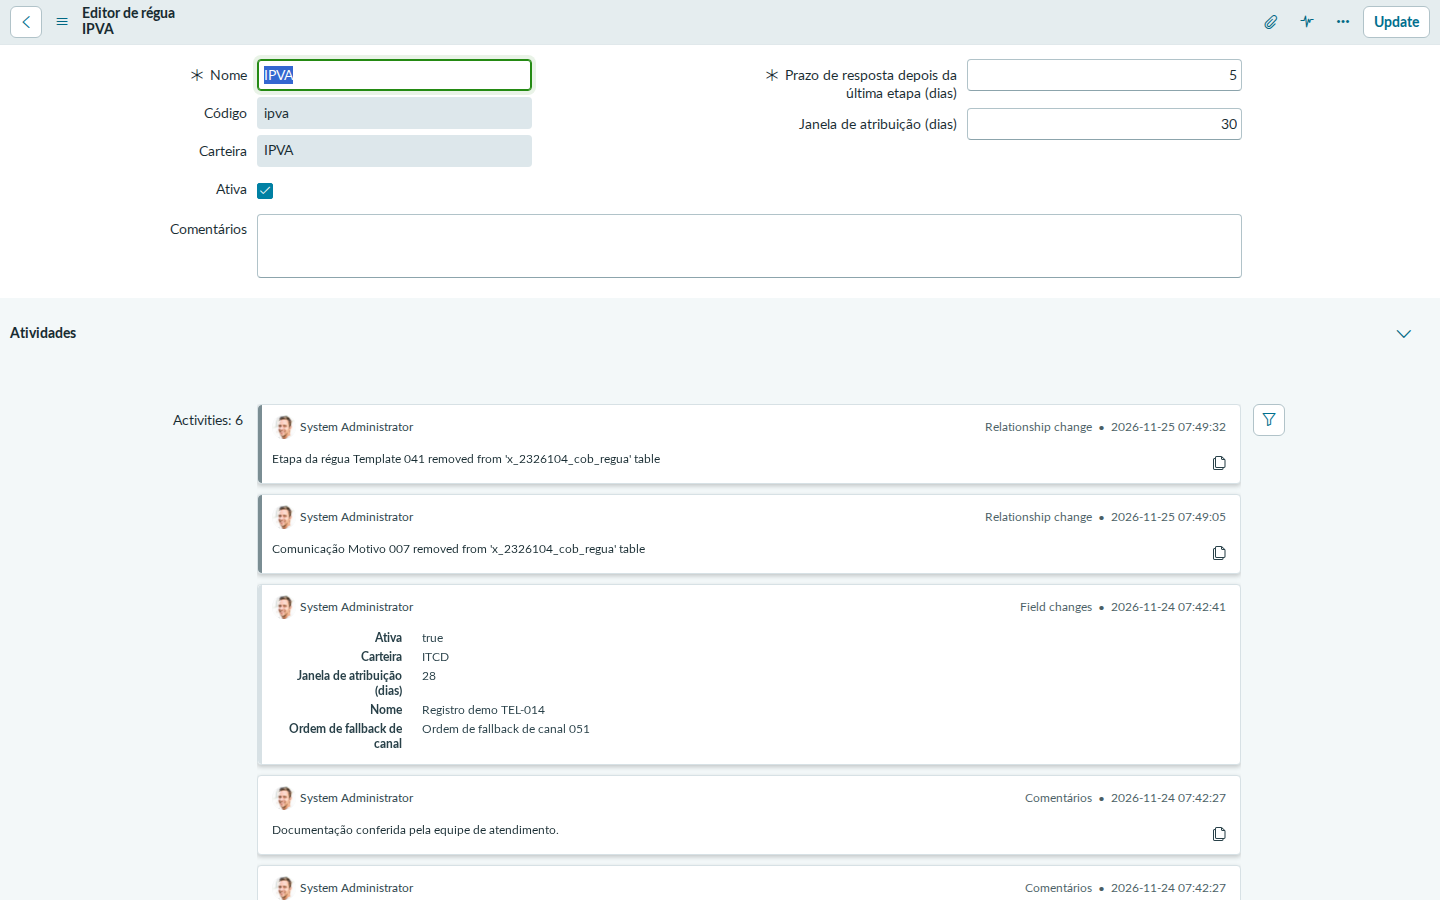 Editor de régua
IPVA
Update
Nome
IPVA
Código
ipva
Carteira
IPVA
Ativa
Prazo de resposta depois da
última etapa (dias)
5
Janela de atribuição (dias)
30
Comentários
Atividades
Activities: 6
System Administrator
Relationship change • 2026-11-25 07:49:32
Etapa da régua Template 041 removed from 'x_2326104_cob_regua' table
System Administrator
Relationship change • 2026-11-25 07:49:05
Comunicação Motivo 007 removed from 'x_2326104_cob_regua' table
System Administrator
Field changes • 2026-11-24 07:42:41
Ativa true
Carteira ITCD
Janela de atribuição 28
(dias)
Nome Registro demo TEL-014
Ordem de fallback de Ordem de fallback de canal 051
canal
System Administrator
Comentários • 2026-11-24 07:42:27
Documentação conferida pela equipe de atendimento.
System Administrator
Comentários • 2026-11-24 07:42:27